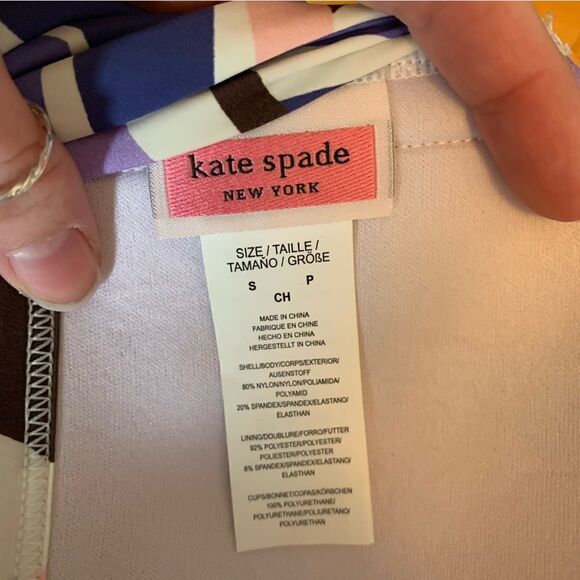 kate spade
NEW YORK
SIZE / TAILLE /
TAMAÑO / GRÖßE
S P
CH
MADE IN CHINA
FABRIQUE EN CHINE
HECHO EN CHINA
HERGESTELLT IN CHINA
SHELL/BODY/CORPS/EXTERIOR/
AUßENSTOFF
80% NYLON/NYLON/POLIAMIDA/
POLYAMID
20% SPANDEX/SPANDEX/ELASTANO/
ELASTHAN
LINING/DOUBLURE/FORRO/FUTTER
92% POLYESTER/POLYESTER/
POLIESTER/POLYESTER
8% SPANDEX/SPANDEX/ELASTANO/
ELASTHAN
CUPS/BONNET/COPAS/KÖRBCHEN
100% POLYURETHANE/
POLYURETHANE/POLIURETANO/
POLYURETHAN